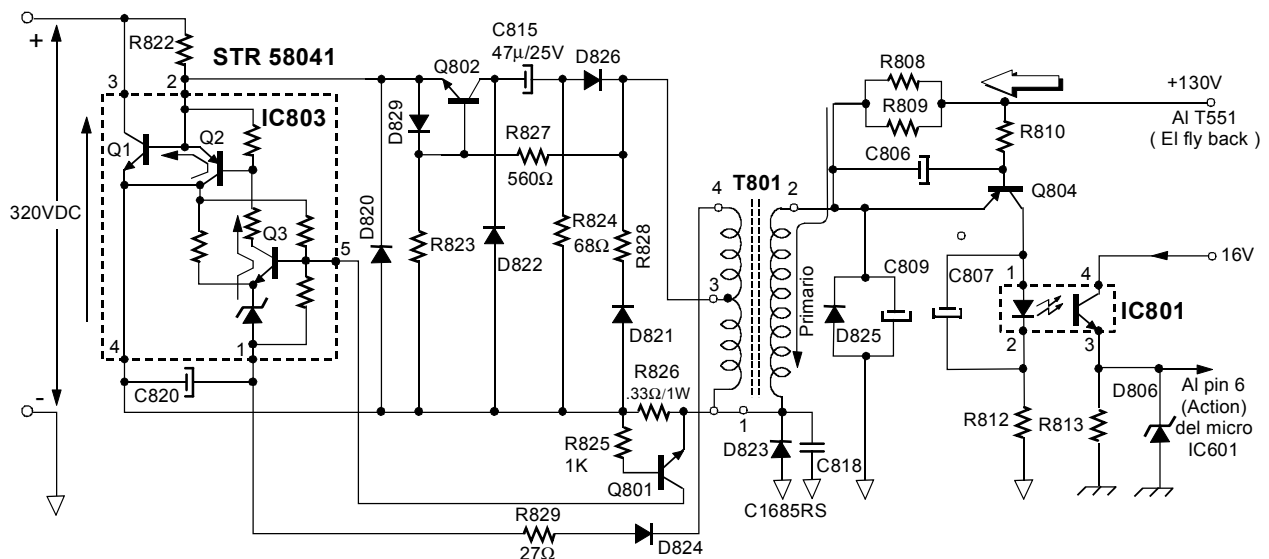 +
320VDC
-
R822
STR 58041
3
2
IC803
Q1
Q2
Q3
5
4
1
C820
D820
D829
R823
Q802
C815
47µ/25V
D826
R827
560Ω
D822
R824
68Ω
R828
D821
R826
.33Ω/1W
R825
1K
Q801
R829
27Ω
D824
T801
4
2
3
1
Primario
D823
C818
C1685RS
R808
R809
C806
R810
+130V
Al T551
( El fly back )
Q804
D825
C809
C807
16V
1
4
IC801
2
3
R812
R813
D806
Al pin 6
(Action)
del micro
IC601